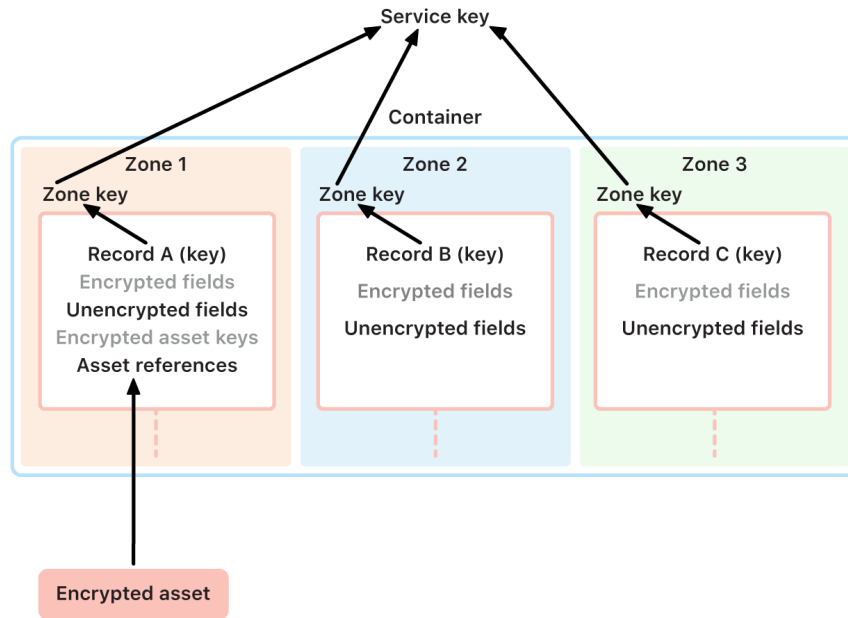 Service key
Container
Zone 1
Zone key
Record A (key)
Encrypted fields
Unencrypted fields
Encrypted asset keys
Asset references
Zone 2
Zone key
Record B (key)
Encrypted fields
Unencrypted fields
Zone 3
Zone key
Record C (key)
Encrypted fields
Unencrypted fields
Encrypted asset